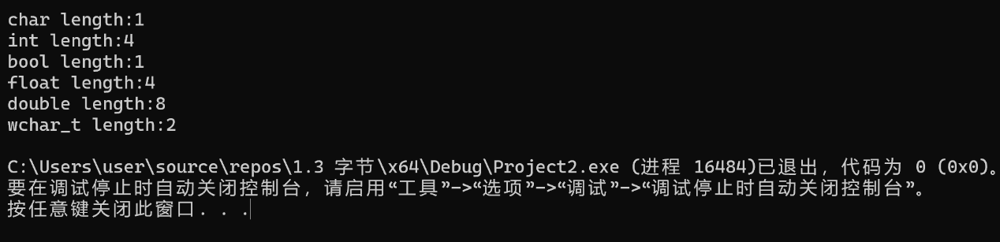 char length:1
int length:4
bool length:1
float length:4
double length:8
wchar_t length:2
C:\Users\user\source\repos\1.3 字节\x64\Debug\Project2.exe (进程 16484)已退出，代码为 0 (0x0)。
要在调试停止时自动关闭控制台，请启用“工具”->“选项”->“调试”->“调试停止时自动关闭控制台”。
按任意键关闭此窗口. . .